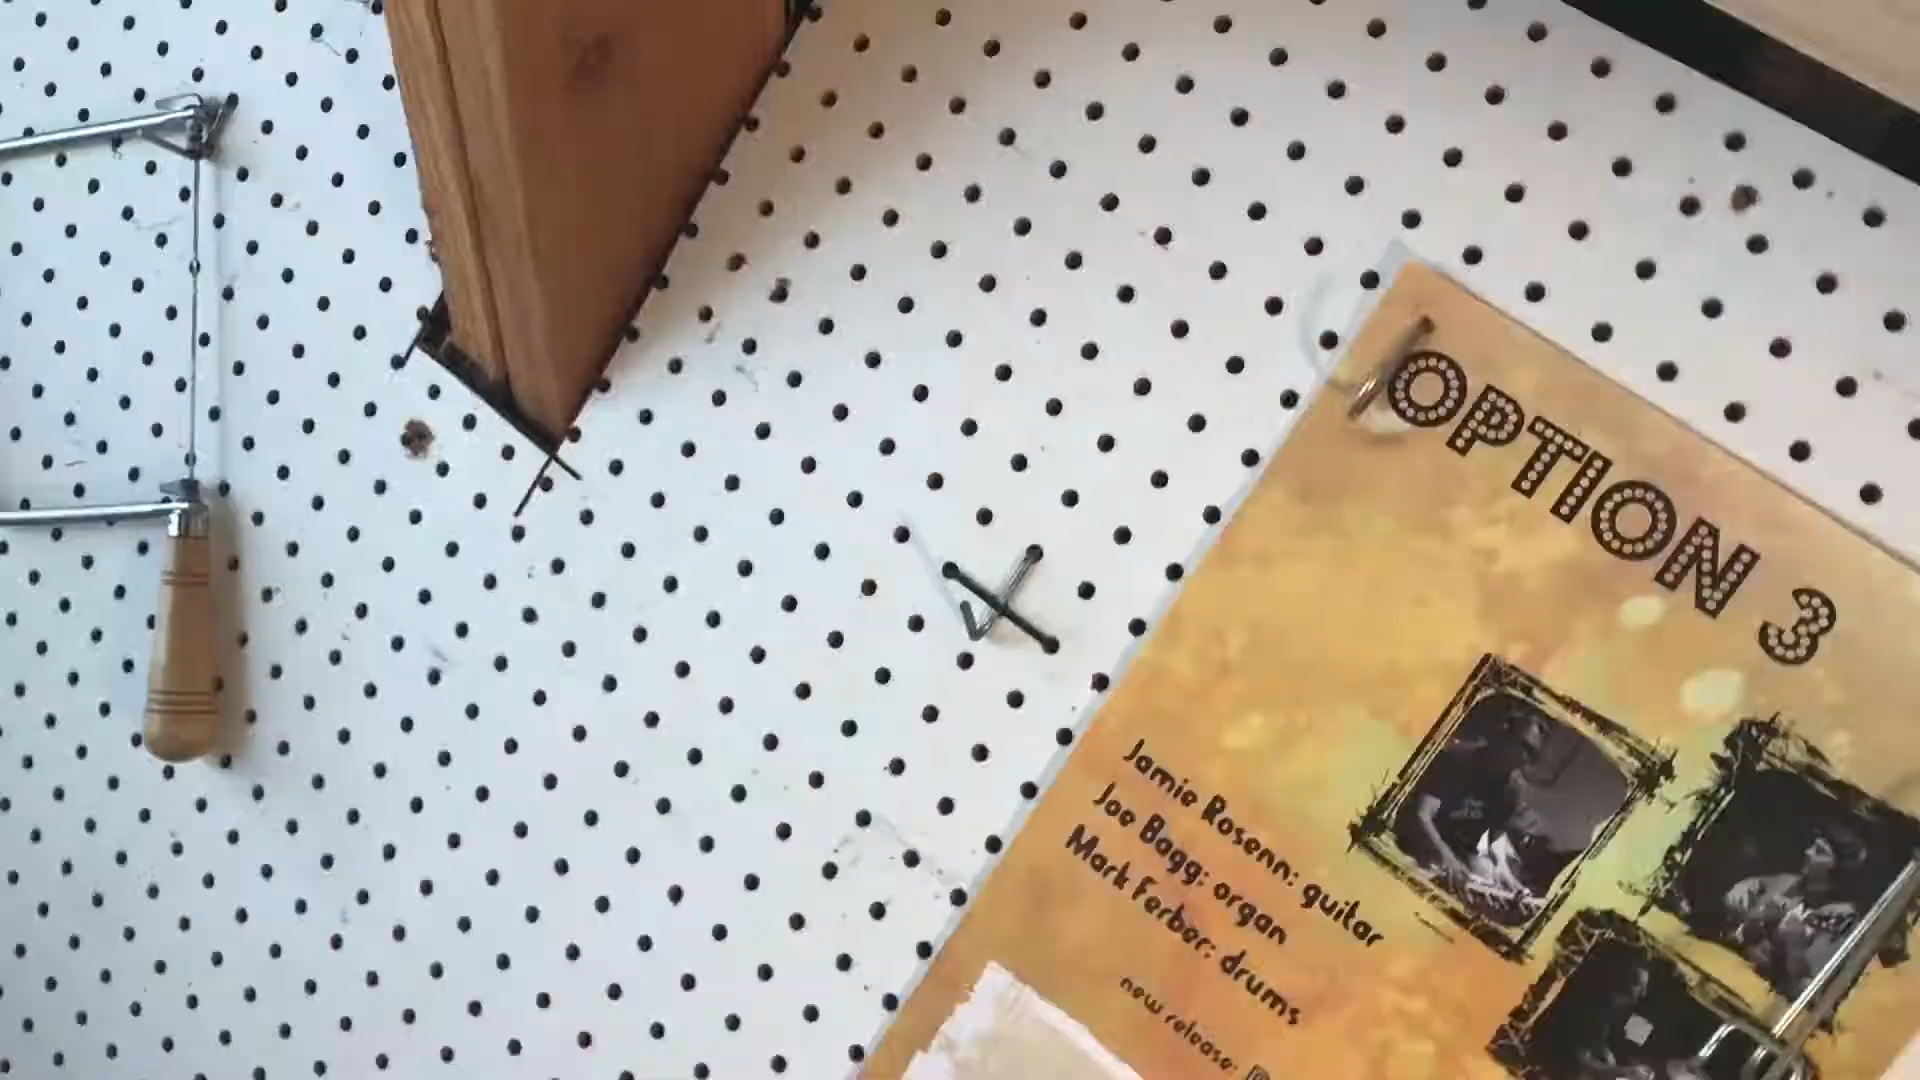 OPTION 3
Jamie Rosenn: guitar
Joe Bagg: organ
Mark Ferber: drums
new release: